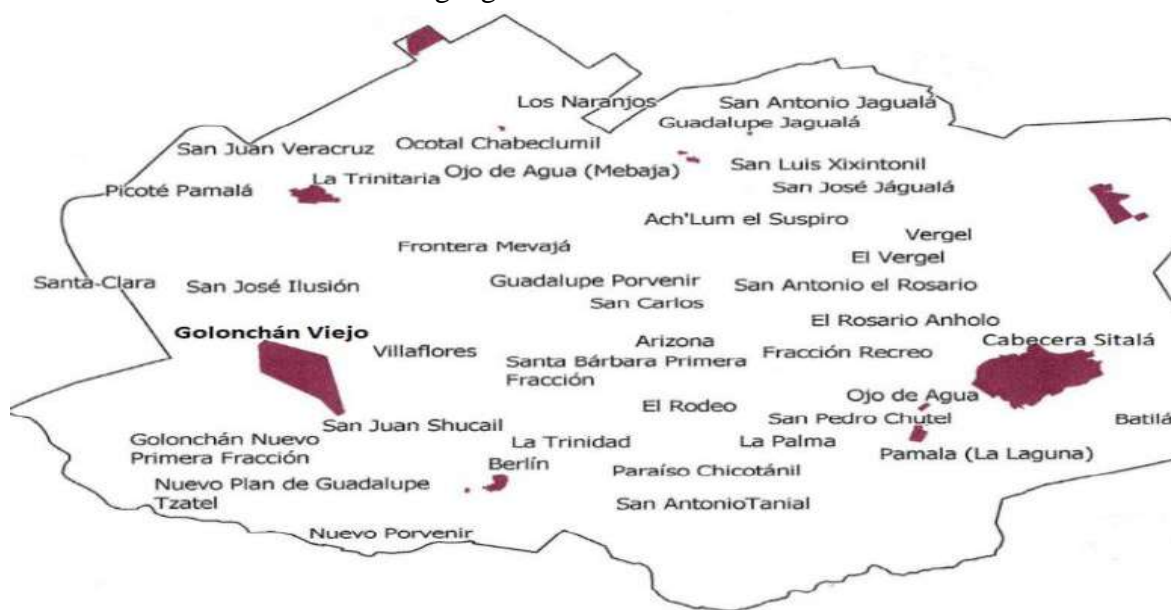 Los Naranjos
San Antonio Jagualá
Guadalupe Jagualá
Ocotal Chabeclumil
San Juan Veracruz
Ojo de Agua (Mebaja)
San Luis Xixintonil
La Trinitaria
Picoté Pamalá
San José Jágualá
Ach'Lum el Suspiro
Vergel
Frontera Mevajá
El Vergel
Santa Clara
San José Ilusión
Guadalupe Porvenir
San Antonio el Rosario
San Carlos
El Rosario Anholo
Golonchán Viejo
Arizona
Cabecera Sitalá
Villaflores
Santa Bárbara Primera
Fracción
Fracción Recreo
Ojo de Agua
El Rodeo
San Pedro Chutel
Batilá
San Juan Shucail
Golonchán Nuevo
Primera Fracción
La Trinidad
La Palma
Pamala (La Laguna)
Berlín
Paraíso Chicotánil
Nuevo Plan de Guadalupe
Tzatel
San AntonioTanial
Nuevo Porvenir